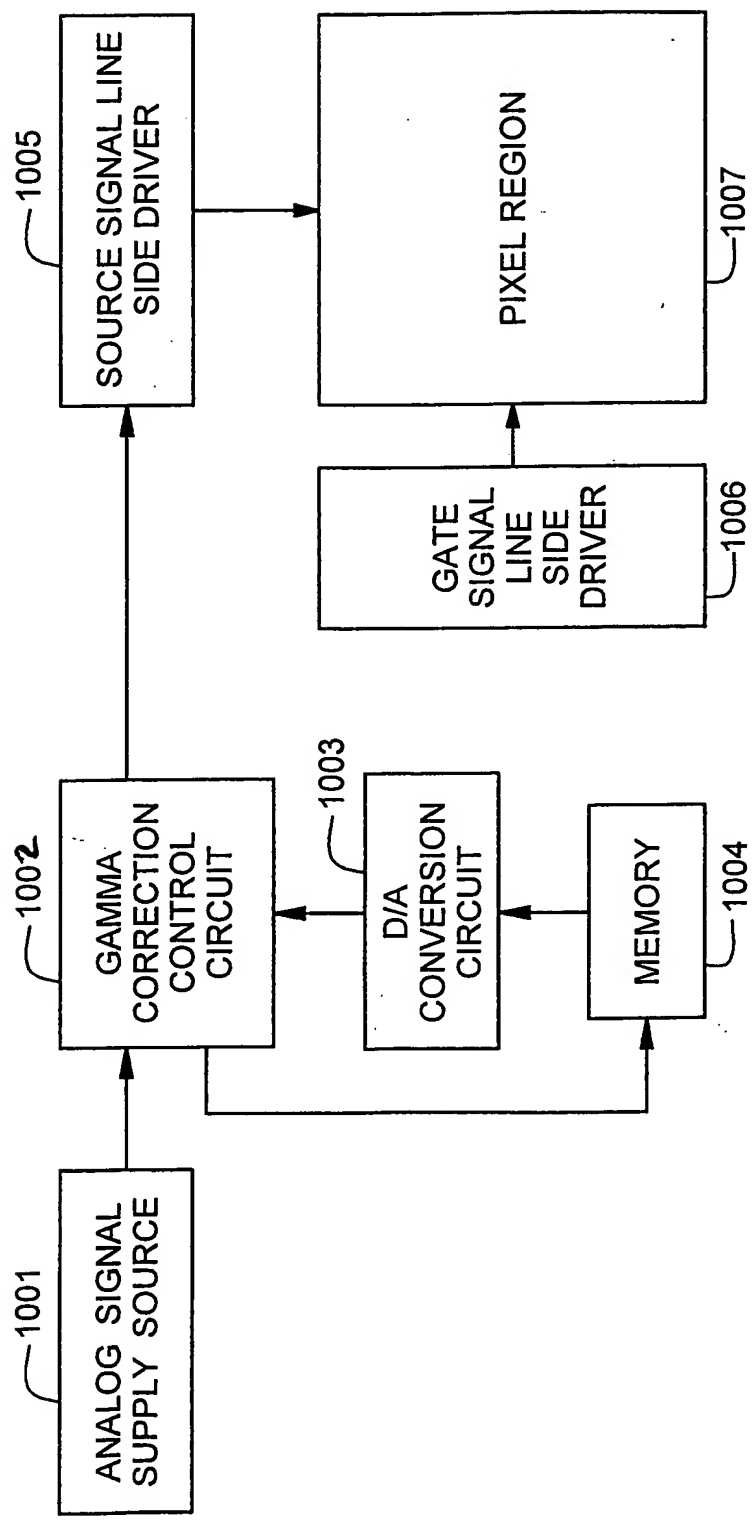 1001
ANALOG SIGNAL
SUPPLY SOURCE
1002
GAMMA
CORRECTION
CONTROL
CIRCUIT
1003
D/A
CONVERSION
CIRCUIT
MEMORY
1004
1005
SOURCE SIGNAL LINE
SIDE DRIVER
GATE
SIGNAL
LINE
SIDE
DRIVER
1006
PIXEL REGION
1007